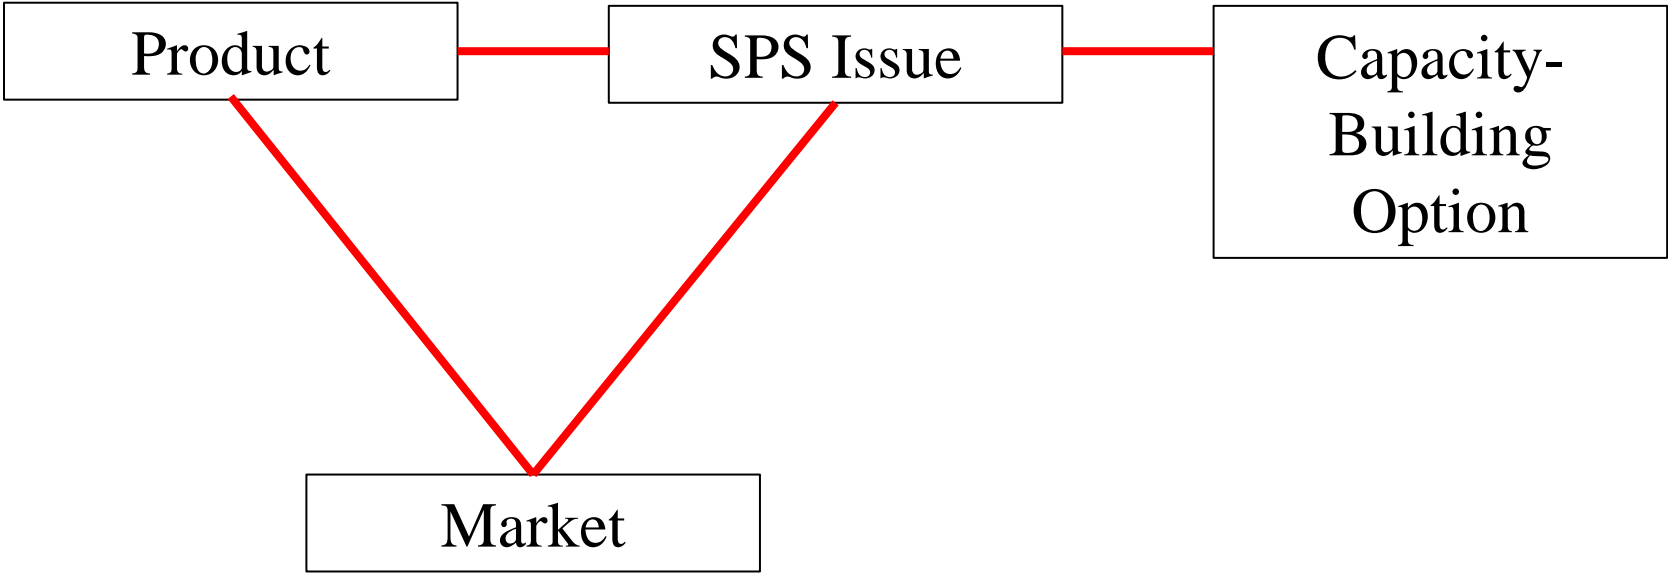 Product
SPS Issue
Capacity-
Building
Option
Market